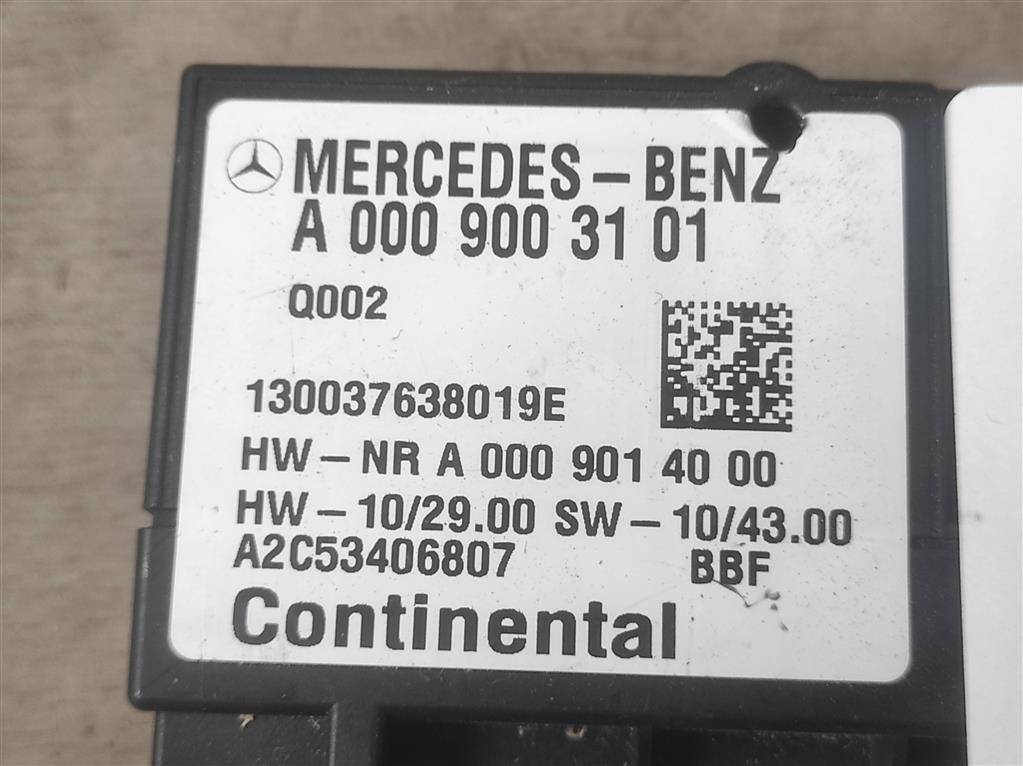 MERCEDES-BENZ
A 000 900 31 01
Q002
130037638019E
HW-NR A 000 901 40 00
HW-10/29.00 SW-10/43.00
A2C53406807 BBF
Continental